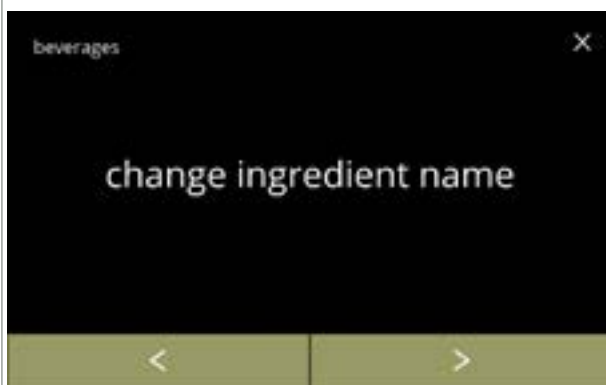 beverages ×
change ingredient name
< >